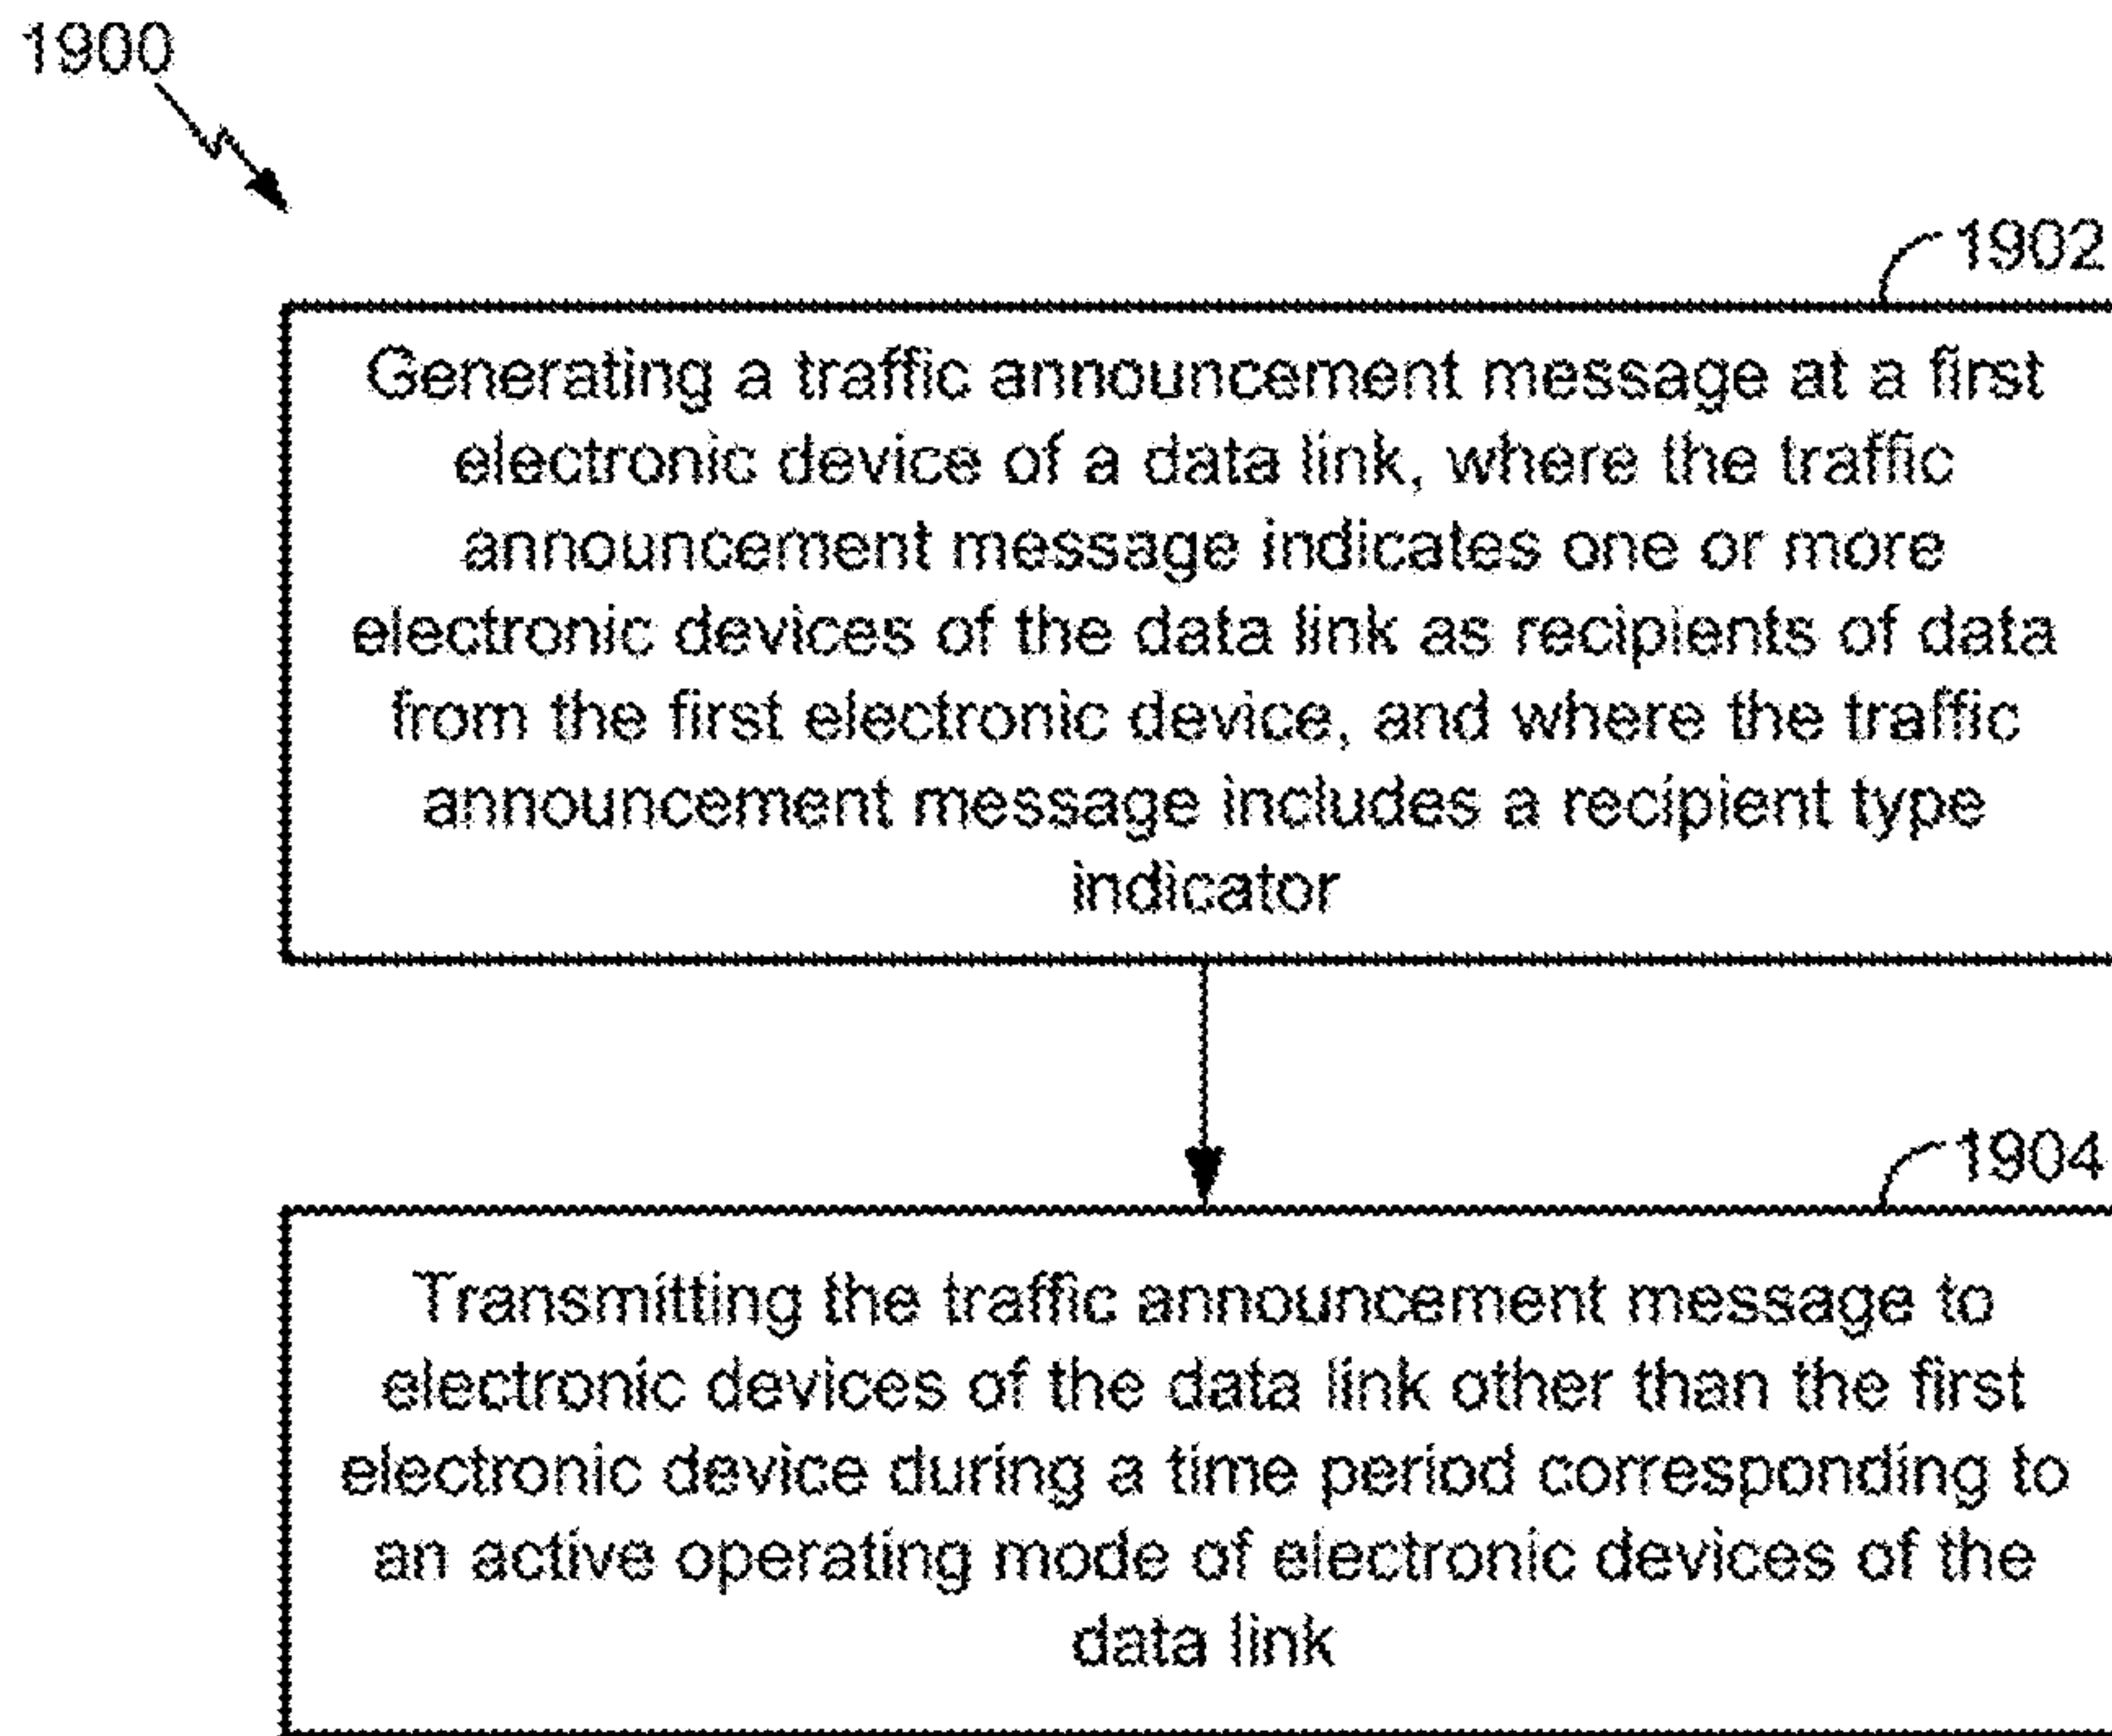 1900
1902
Generating a traffic announcement message at a first
electronic device of a data link, where the traffic
announcement message indicates one or more
electronic devices of the data link as recipients of data
from the first electronic device, and where the traffic
announcement message includes a recipient type
indicator
1904
Transmitting the traffic announcement message to
electronic devices of the data link other than the first
electronic device during a time period corresponding to
an active operating mode of electronic devices of the
data link